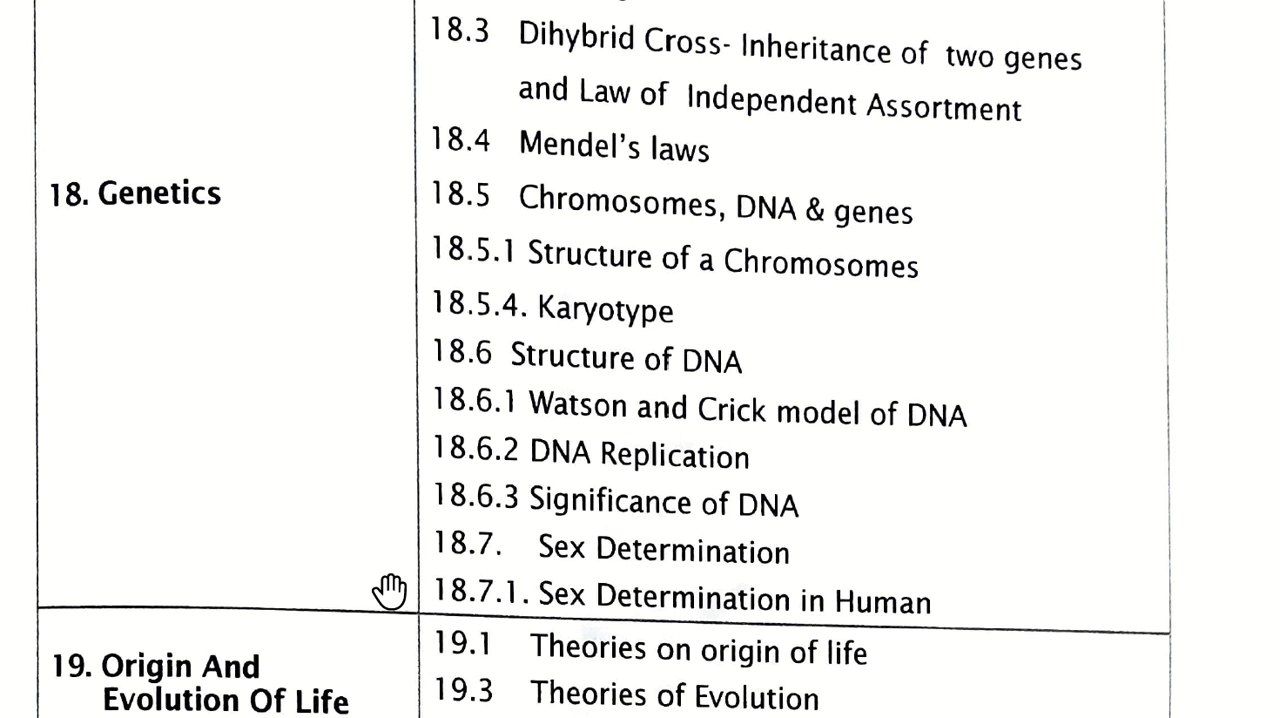 18.3 Dihybrid Cross- Inheritance of two genes
and Law of Independent Assortment
18.4 Mendel's laws
18. Genetics
18.5 Chromosomes, DNA & genes
18.5.1 Structure of a Chromosomes
18.5.4. Karyotype
18.6 Structure of DNA
18.6.1 Watson and Crick model of DNA
18.6.2 DNA Replication
18.6.3 Significance of DNA
18.7. Sex Determination
18.7.1. Sex Determination in Human
19. Origin And
Evolution Of Life
19.1 Theories on origin of life
19.3 Theories of Evolution